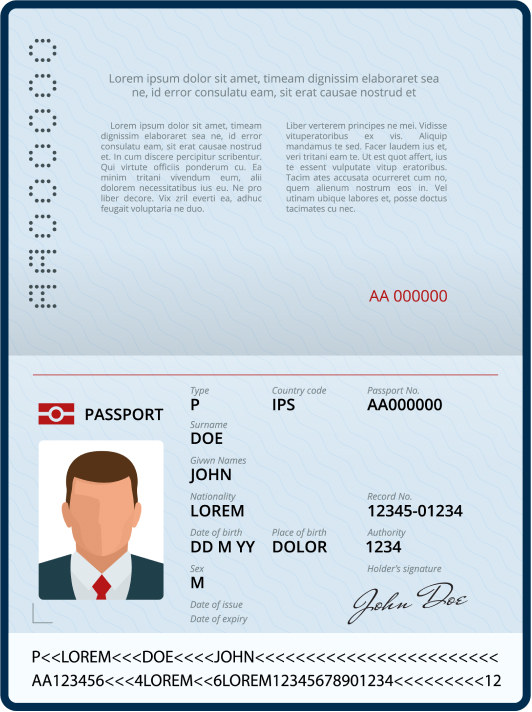 AA000000
Lorem ipsum dolor sit amet, timeam dignissim elaboraret sea
ne, id error consulatu eam, sit erat causae nostrud et
Lorem ipsum dolor sit amet, timeam
dignissim elaboraret sea ne, id error
consulatu eam, sit erat causae nostrud
et. In cum discere percipitur scribentur.
Qui virtute officiis ponderum cu. Ea
minim tritani vivendum eum, alii
dolorem necessitatibus ius eu. Ne pro
liber decore. Vix zril everti ea, adhuc
feugait voluptaria ne duo.
Liber verterem principes ne mei. Vidisse
vituperatoribus ex vis. Aliquip
mandamus te sed. Facer laudem ius et,
veri tritani eam te. Ut est quot affert, ius
te essent vulputate vitup eratoribus.
Tacim ates accusata ocurreret cum no,
quem alienum nostrum eos in. Vel
utinam ubique labores et, posse doctus
tacimates cu nec.
AA 000000
PASSPORT
Type
P
Country code
IPS
Passport No.
AA000000
Surname
DOE
Givwn Names
JOHN
Nationality
LOREM
Record No.
12345-01234
Date of birth
DD M YY
Place of birth
DOLOR
Authority
1234
Sex
M
Holder's signature
John Doe
Date of issue
Date of expiry
P<<LOREM<<<DOE<<<<JOHN<<<<<<<<<<<<<<<<<<<<<<<<
AA123456<<<4LOREM<<6LOREM12345678901234<<<<<<<<<12